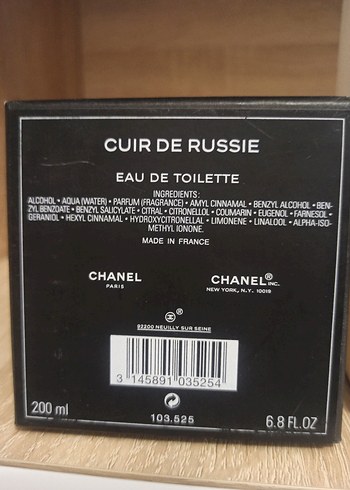 CUIR DE RUSSIE
EAU DE TOILETTE
INGREDIENTS:
ALCOHOL • AQUA (WATER) • PARFUM (FRAGRANCE) • AMYL CINNAMAL • BENZYL ALCOHOL • BEN-
ZYL BENZOATE • BENZYL SALICYLATE • CITRAL • CITRONELLOL • COUMARIN • EUGENOL • FARNESOL •
GERANIOL • HEXYL CINNAMAL • HYDROXYCITRONELLAL • LIMONENE • LINALOOL • ALPHA-ISO-
METHYL IONONE.
MADE IN FRANCE
CHANEL CHANEL® INC.
PARIS NEW YORK, N.Y. 10019
®
92200 NEUILLY SUR SEINE
3 145891 035254
200 ml 103.525 6.8 FL.OZ